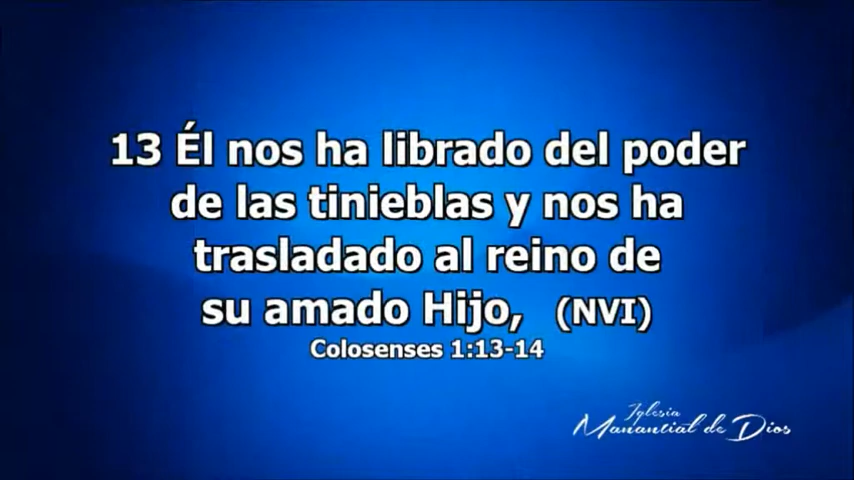 13 Él nos ha librado del poder
de las tinieblas y nos ha
trasladado al reino de
su amado Hijo, (NVI)
Colosenses 1:13-14
Iglesia
Manantial de Dios